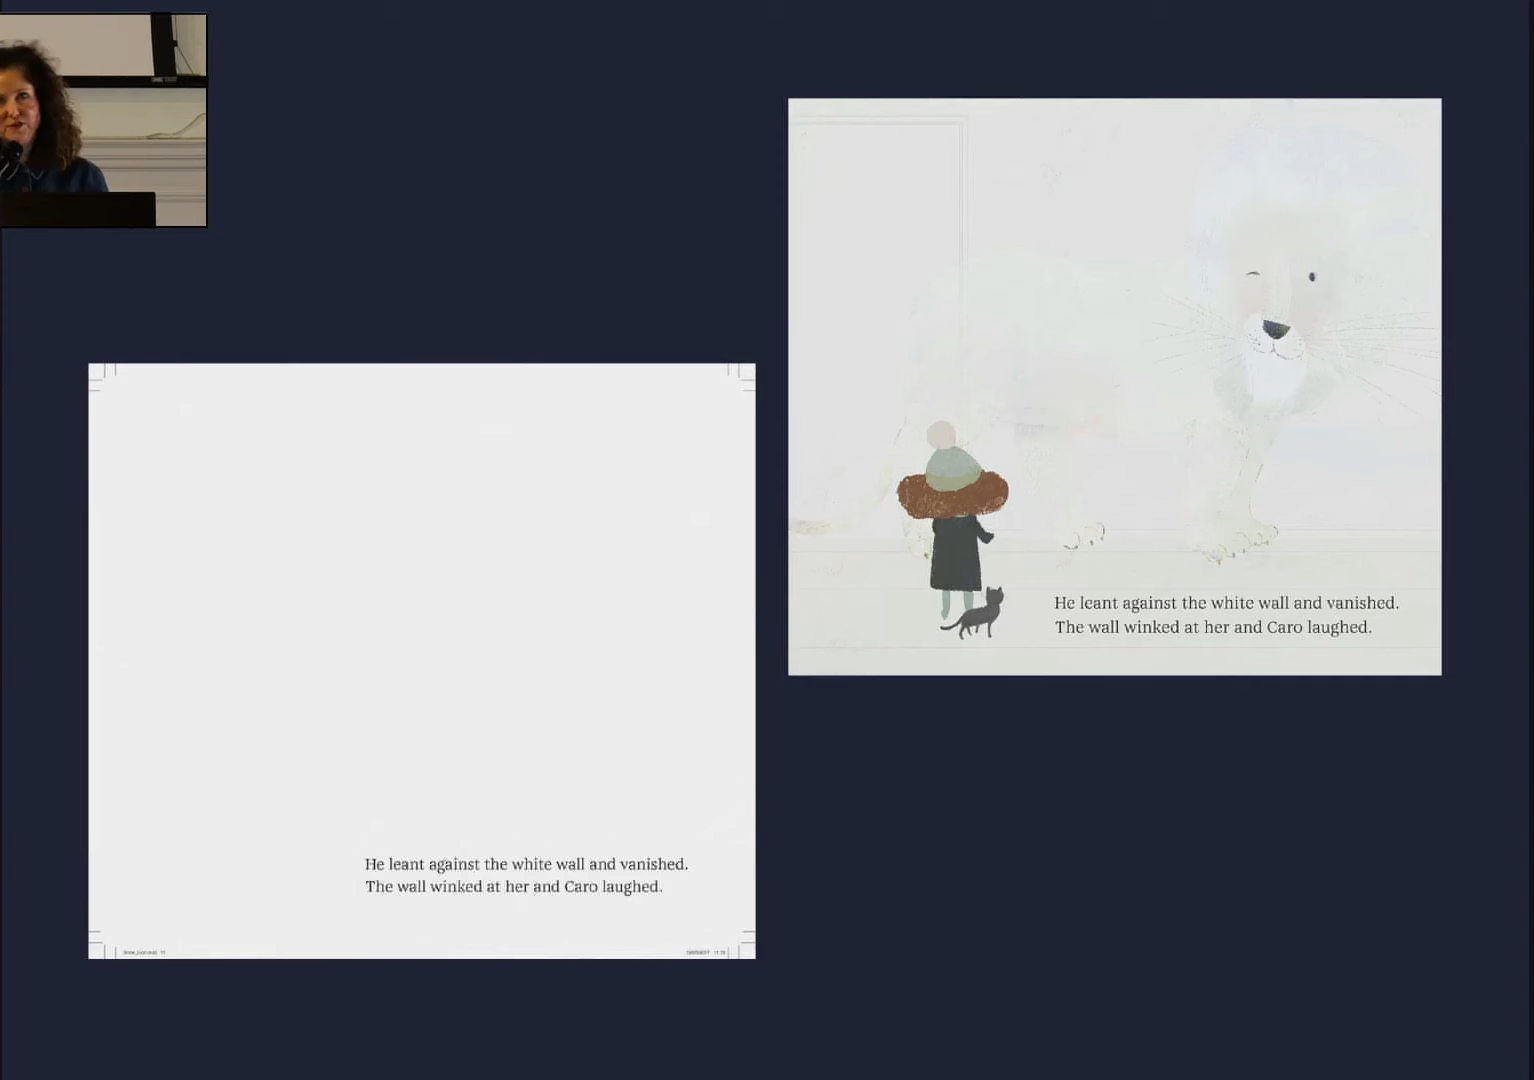 He leant against the white wall and vanished.
The wall winked at her and Caro laughed.
He leant against the white wall and vanished.
The wall winked at her and Caro laughed.